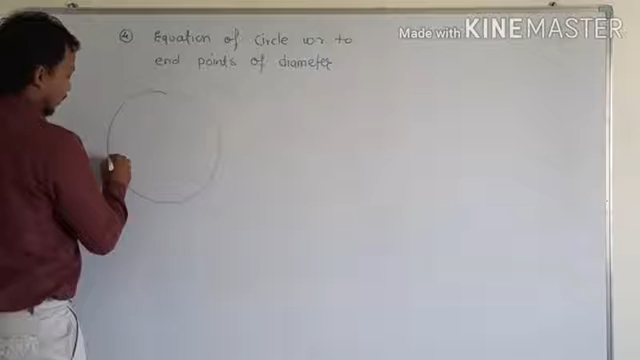 ④ Equation of circle w.r to
end points of diameter
Made with KINEMASTER